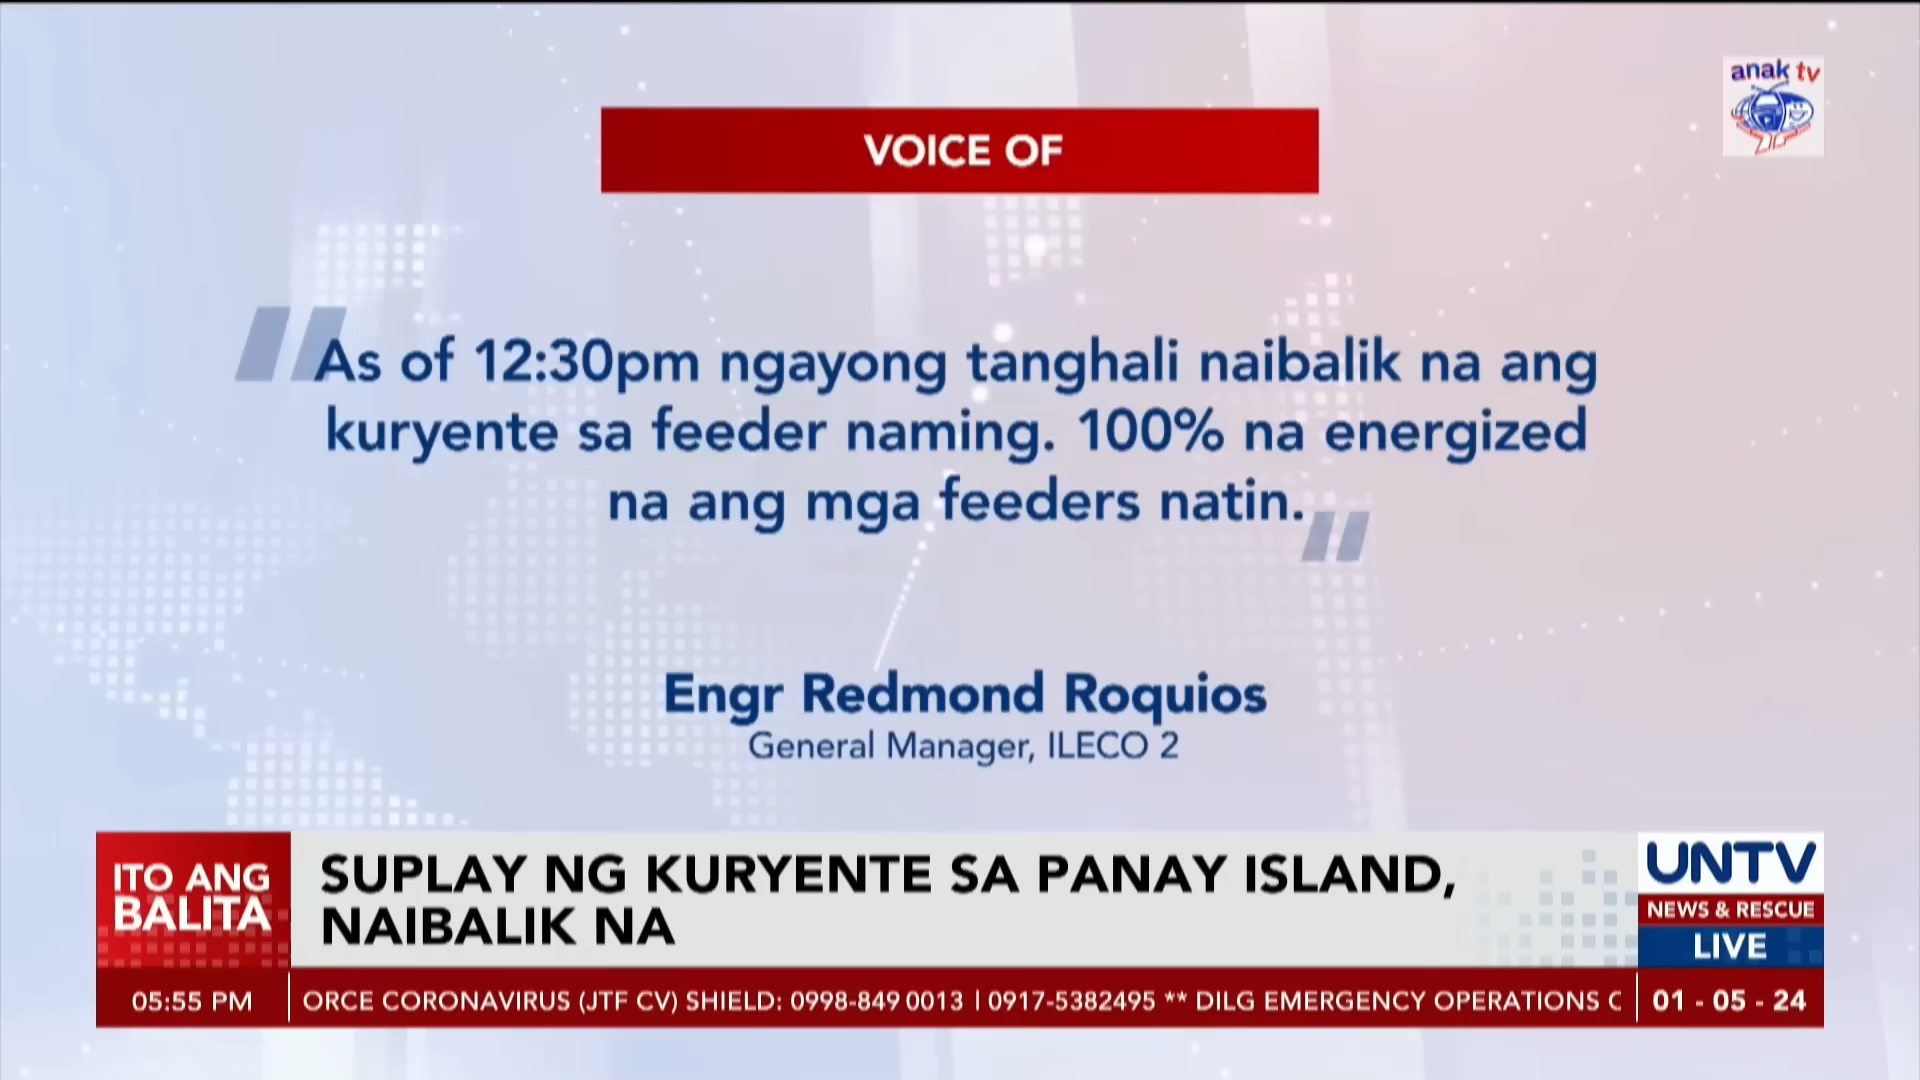 anak tv
VOICE OF
"As of 12:30pm ngayong tanghali naibalik na ang
kuryente sa feeder naming. 100% na energized
na ang mga feeders natin."
Engr Redmond Roquios
General Manager, ILECO 2
ITO ANG
BALITA
SUPLAY NG KURYENTE SA PANAY ISLAND,
NAIBALIK NA
UNTV
NEWS & RESCUE
LIVE
05:55 PM
ORCE CORONAVIRUS (JTF CV) SHIELD: 0998-849 0013 | 0917-5382495 ** DILG EMERGENCY OPERATIONS C
01 - 05 - 24